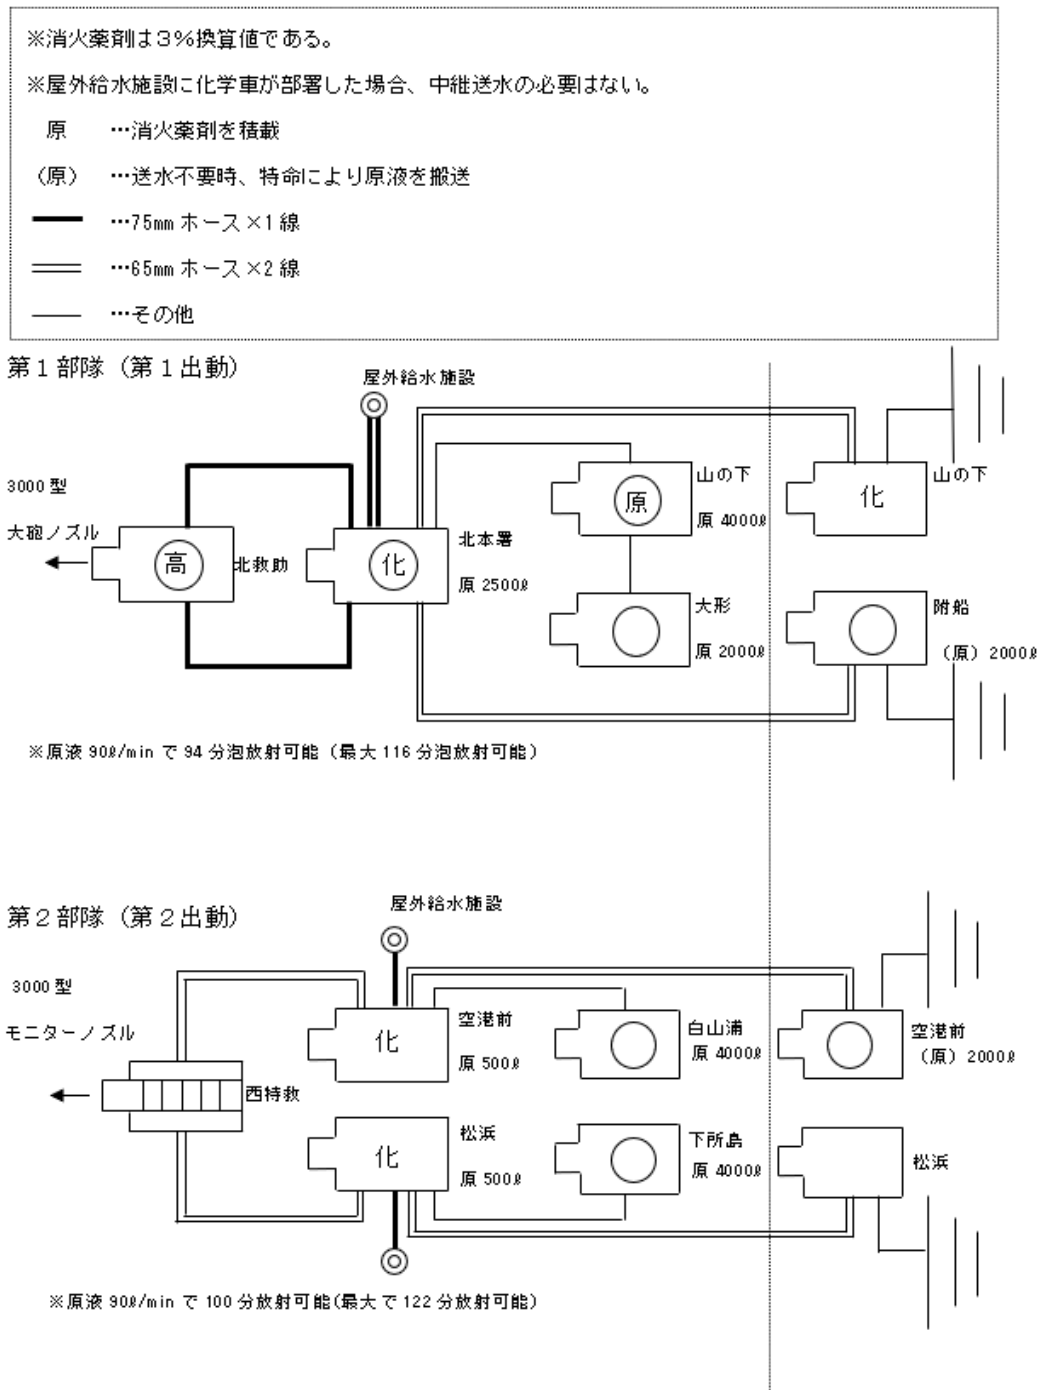 ※消火薬剤は3%換算値である。
※屋外給水施設に化学車が部署した場合、中継送水の必要はない。
原 …消火薬剤を積載
(原) …送水不要時、特命により原液を搬送
…75mm ホース×1 線
…65mm ホース×2 線
…その他
第1部隊(第1出動)
屋外給水施設
3000 型
大砲ノズル
高
北救助
化
北本署
原 2500ℓ
原
山の下
原 4000ℓ
大形
原 2000ℓ
化
山の下
附船
(原)2000ℓ
※原液 90ℓ/min で 94 分泡放射可能(最大 116 分泡放射可能)
第2部隊(第2出動)
屋外給水施設
3000 型
モニターノズル
西特救
化
空港前
原 500ℓ
白山浦
原 4000ℓ
空港前
(原)2000ℓ
化
松浜
原 500ℓ
下所島
原 4000ℓ
松浜
※原液 90ℓ/min で 100 分放射可能(最大で 122 分放射可能)